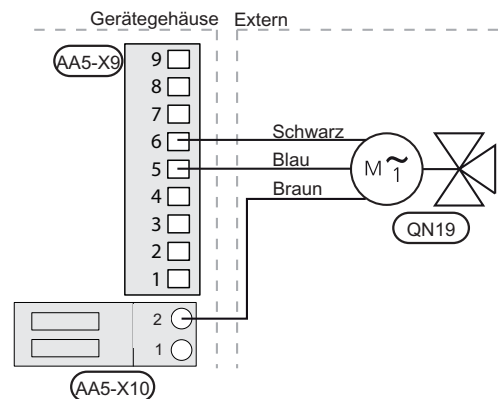 Gerätegehäuse Extern
AA5-X9
9
8
7
6 Schwarz
5 Blau
M ~ 1
4 Braun
3
QN19
2
1
2
1
AA5-X10